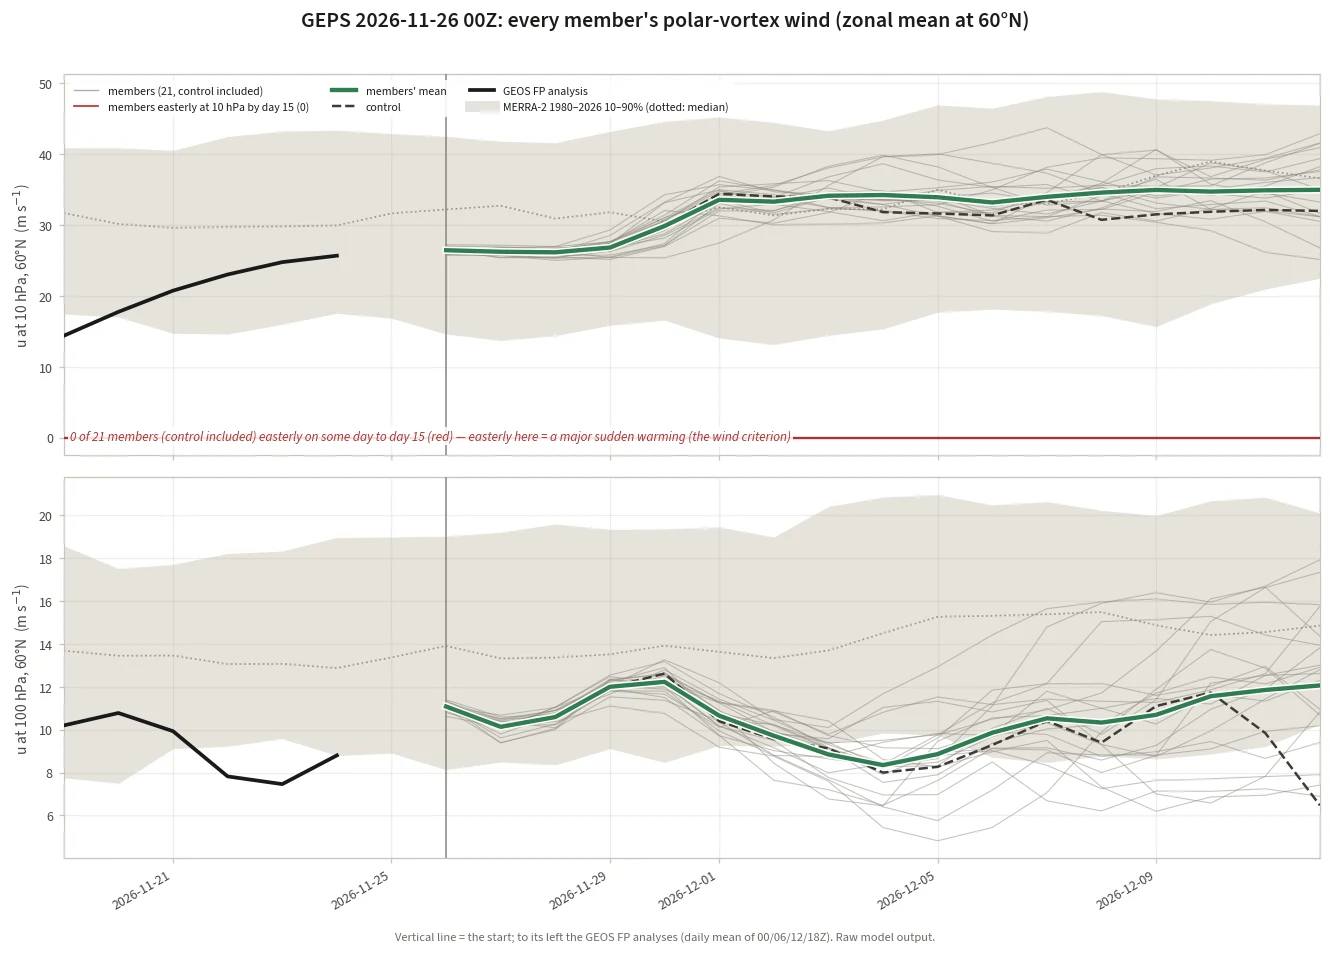 GEPS 2026-11-26 00Z: every member's polar-vortex wind (zonal mean at 60°N)
members (21, control included)
members' mean
GEOS FP analysis
members easterly at 10 hPa by day 15 (0)
control
MERRA-2 1980–2026 10–90% (dotted: median)
u at 10 hPa, 60°N (m s⁻¹)
50
40
30
20
10
0
0 of 21 members (control included) easterly on some day to day 15 (red) — easterly here = a major sudden warming (the wind criterion)
u at 100 hPa, 60°N (m s⁻¹)
20
18
16
14
12
10
8
6
2026-11-21
2026-11-25
2026-11-29
2026-12-01
2026-12-05
2026-12-09
Vertical line = the start; to its left the GEOS FP analyses (daily mean of 00/06/12/18Z). Raw model output.